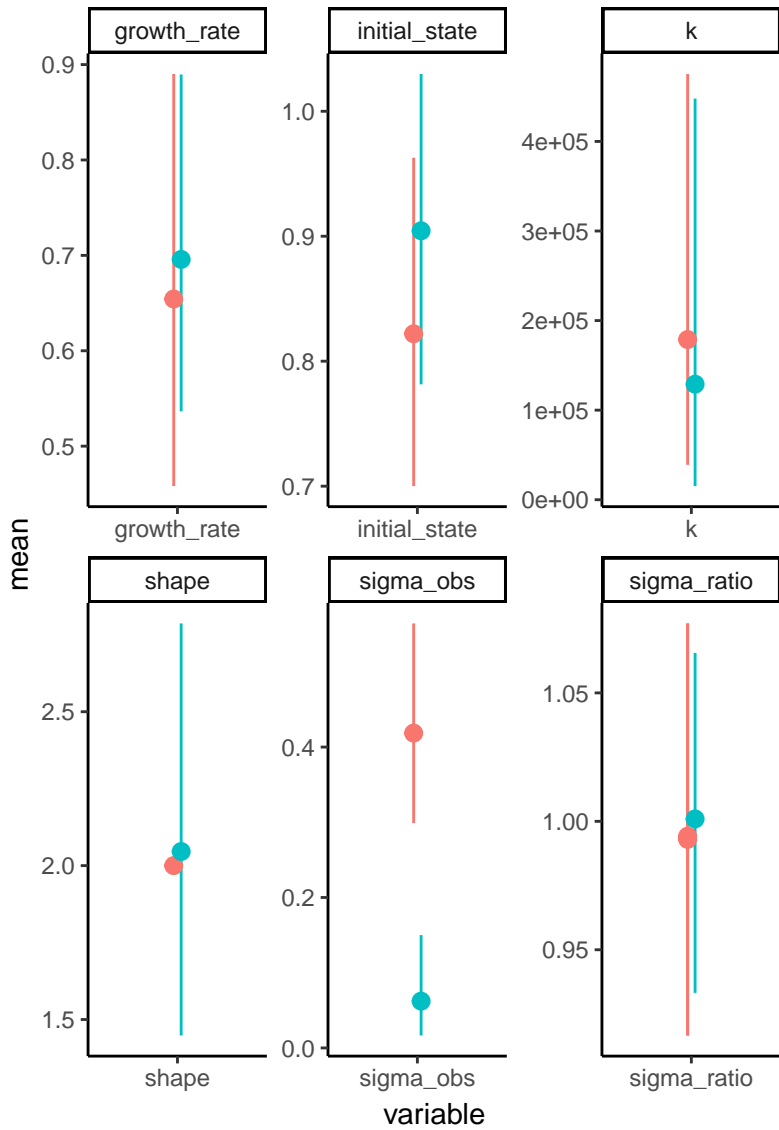 growth_rate
initial_state
k
0.9
0.8
0.7
0.6
0.5
1.0
0.9
0.8
0.7
4e+05
3e+05
2e+05
1e+05
0e+00
growth_rate
initial_state
k
mean
shape
sigma_obs
sigma_ratio
2.5
2.0
1.5
0.4
0.2
0.0
1.05
1.00
0.95
shape
sigma_obs
sigma_ratio
variable